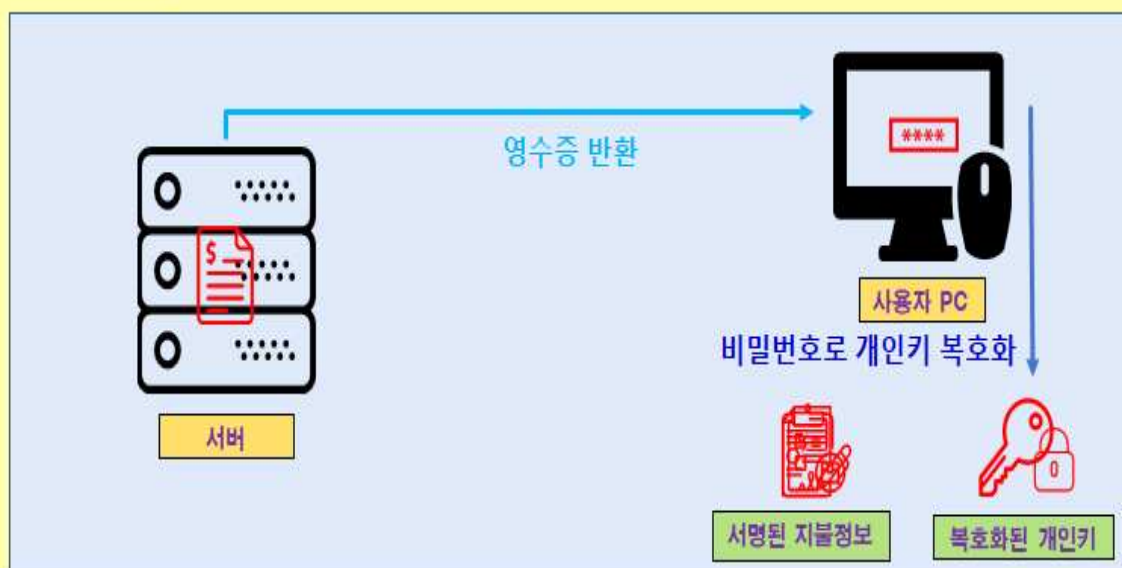 영수증 반환
****
$
사용자 PC
비밀번호로 개인키 복호화
서버
서명된 지불정보
복호화된 개인키